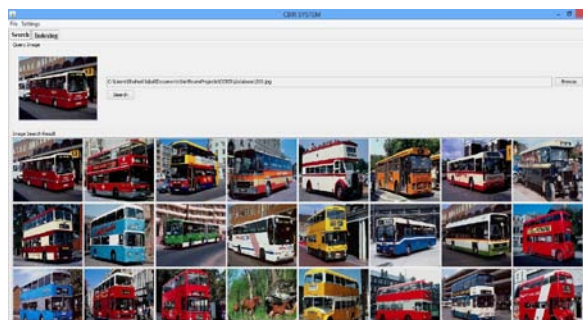 CBIR SYSTEM
File Settings
Search Indexing
Query Image
Browse
Search
Image Search Result